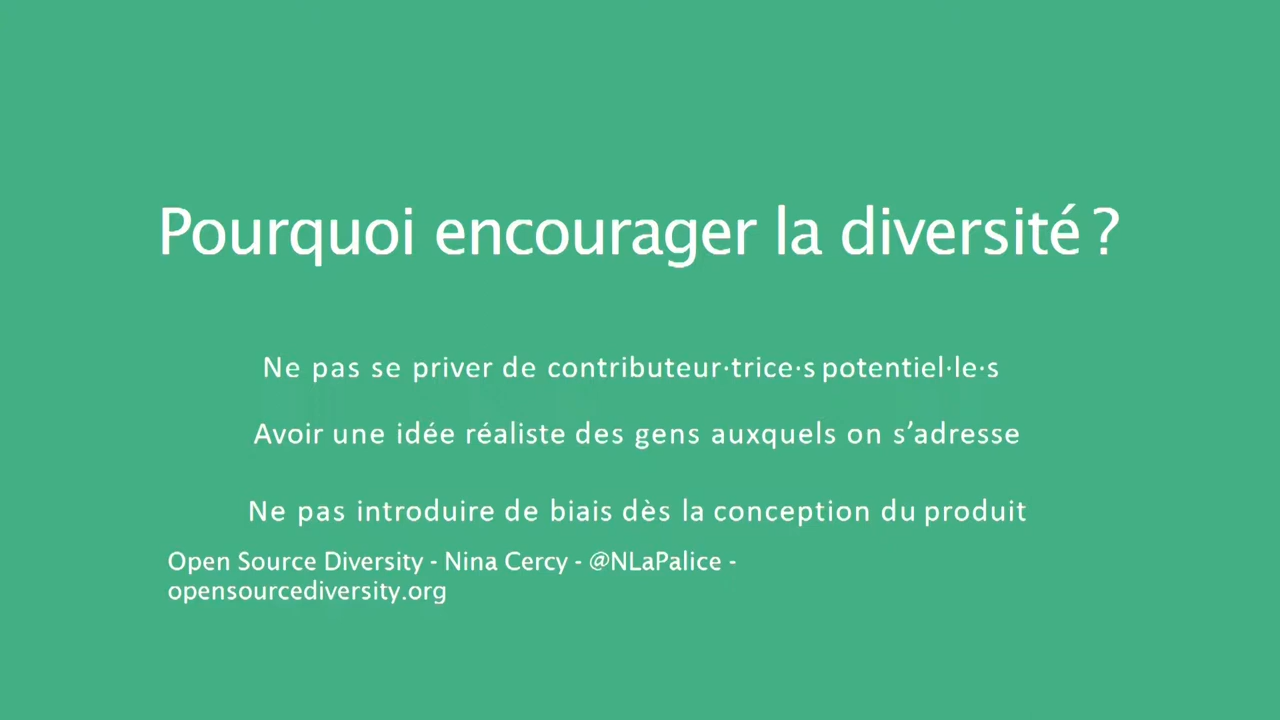 Pourquoi encourager la diversité ?
Ne pas se priver de contributeur·trice·s potentiel·le·s
Avoir une idée réaliste des gens auxquels on s’adresse
Ne pas introduire de biais dès la conception du produit
Open Source Diversity - Nina Cercy - @NLaPalice -
opensourcediversity.org